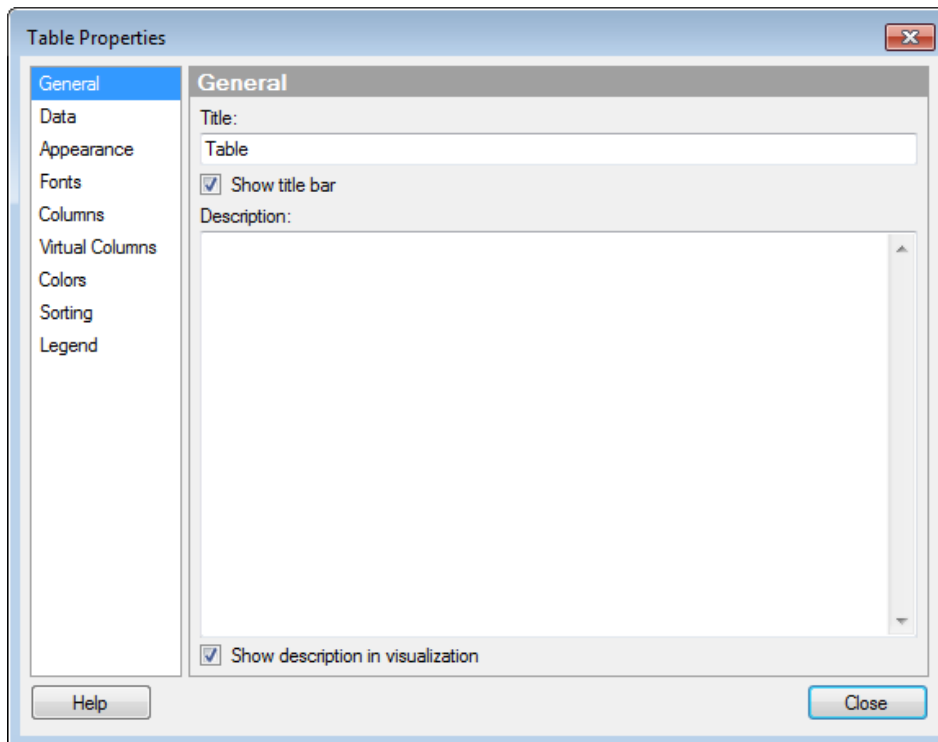 Table Properties
General
Data
Appearance
Fonts
Columns
Virtual Columns
Colors
Sorting
Legend
General
Title:
Table
Show title bar
Description:
Show description in visualization
Help
Close